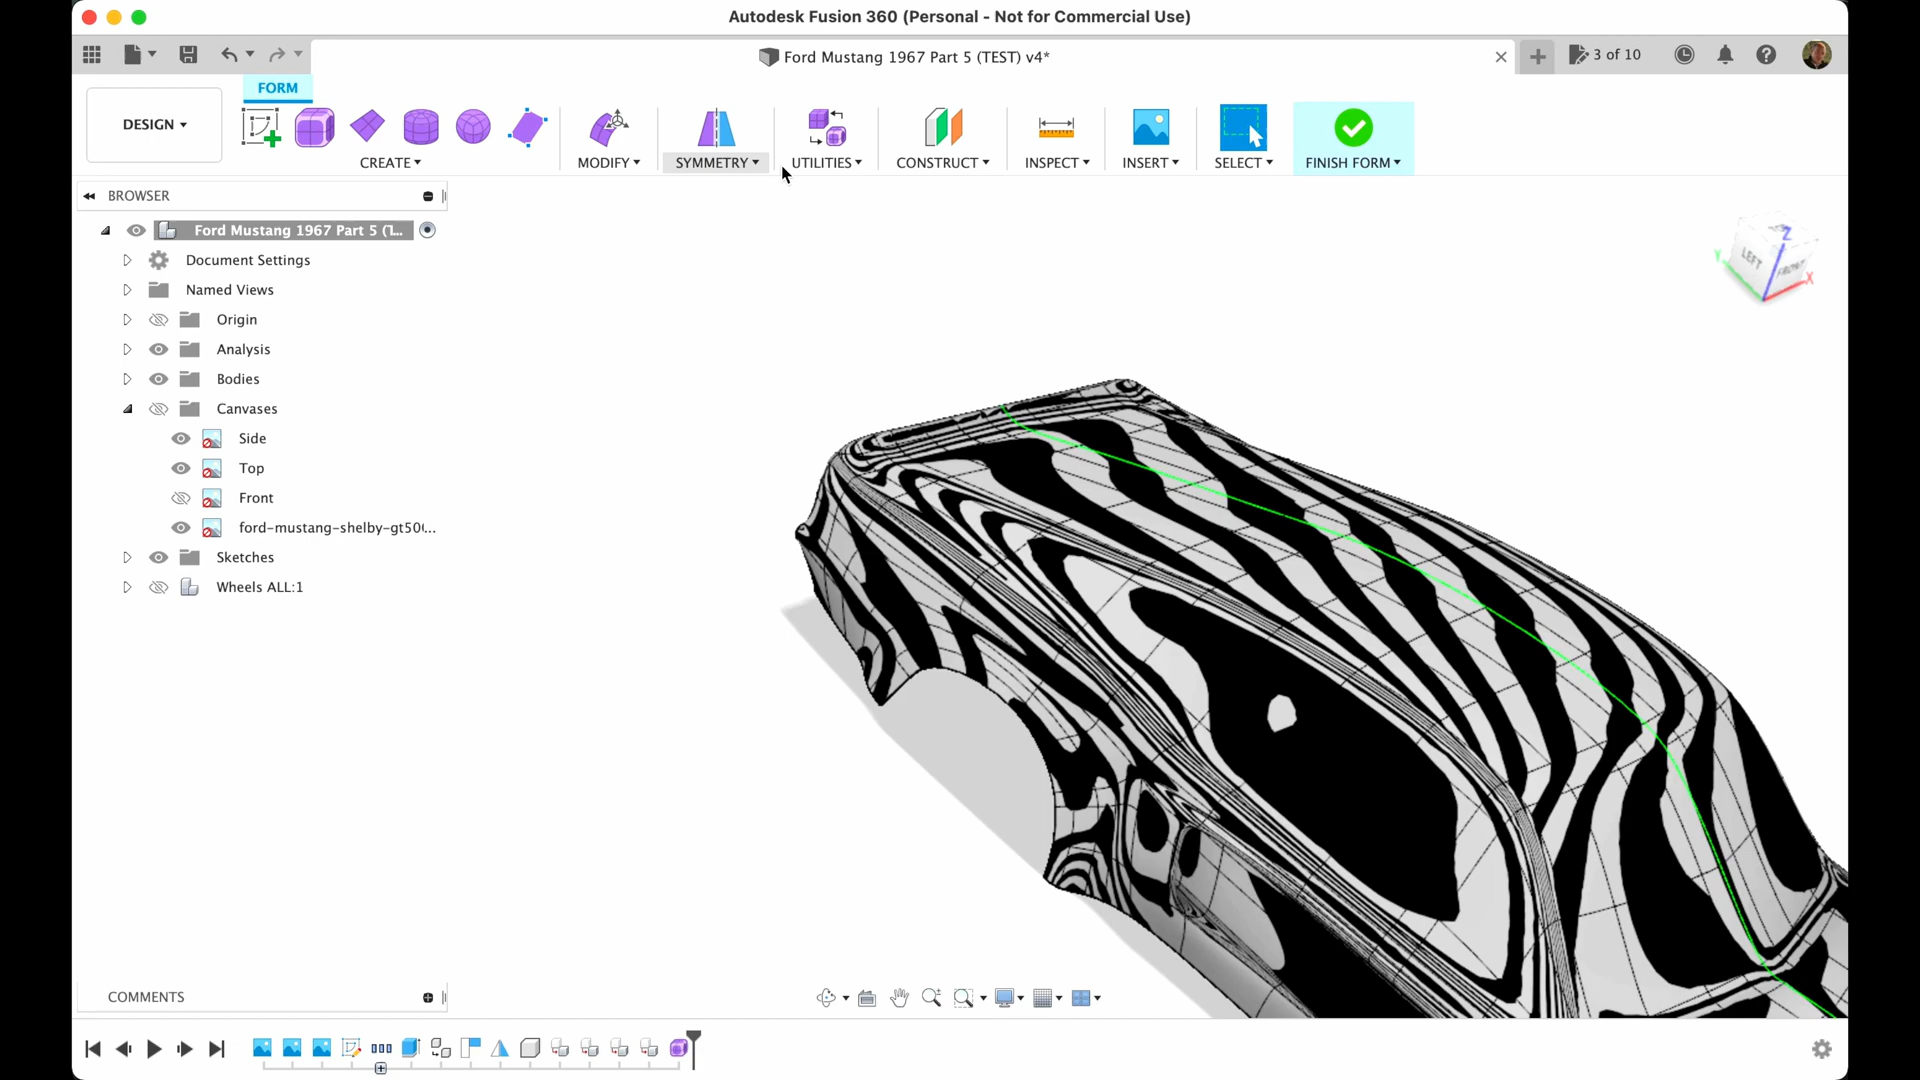 Autodesk Fusion 360 (Personal - Not for Commercial Use)
Ford Mustang 1967 Part 5 (TEST) v4*
3 of 10
FORM
DESIGN
CREATE
MODIFY
SYMMETRY
UTILITIES
CONSTRUCT
INSPECT
INSERT
SELECT
FINISH FORM
BROWSER
Ford Mustang 1967 Part 5 (T...
Document Settings
Named Views
Origin
Analysis
Bodies
Canvases
Side
Top
Front
ford-mustang-shelby-gt50(...
Sketches
Wheels ALL:1
Z
LEFT
FRONT
Y
X
COMMENTS